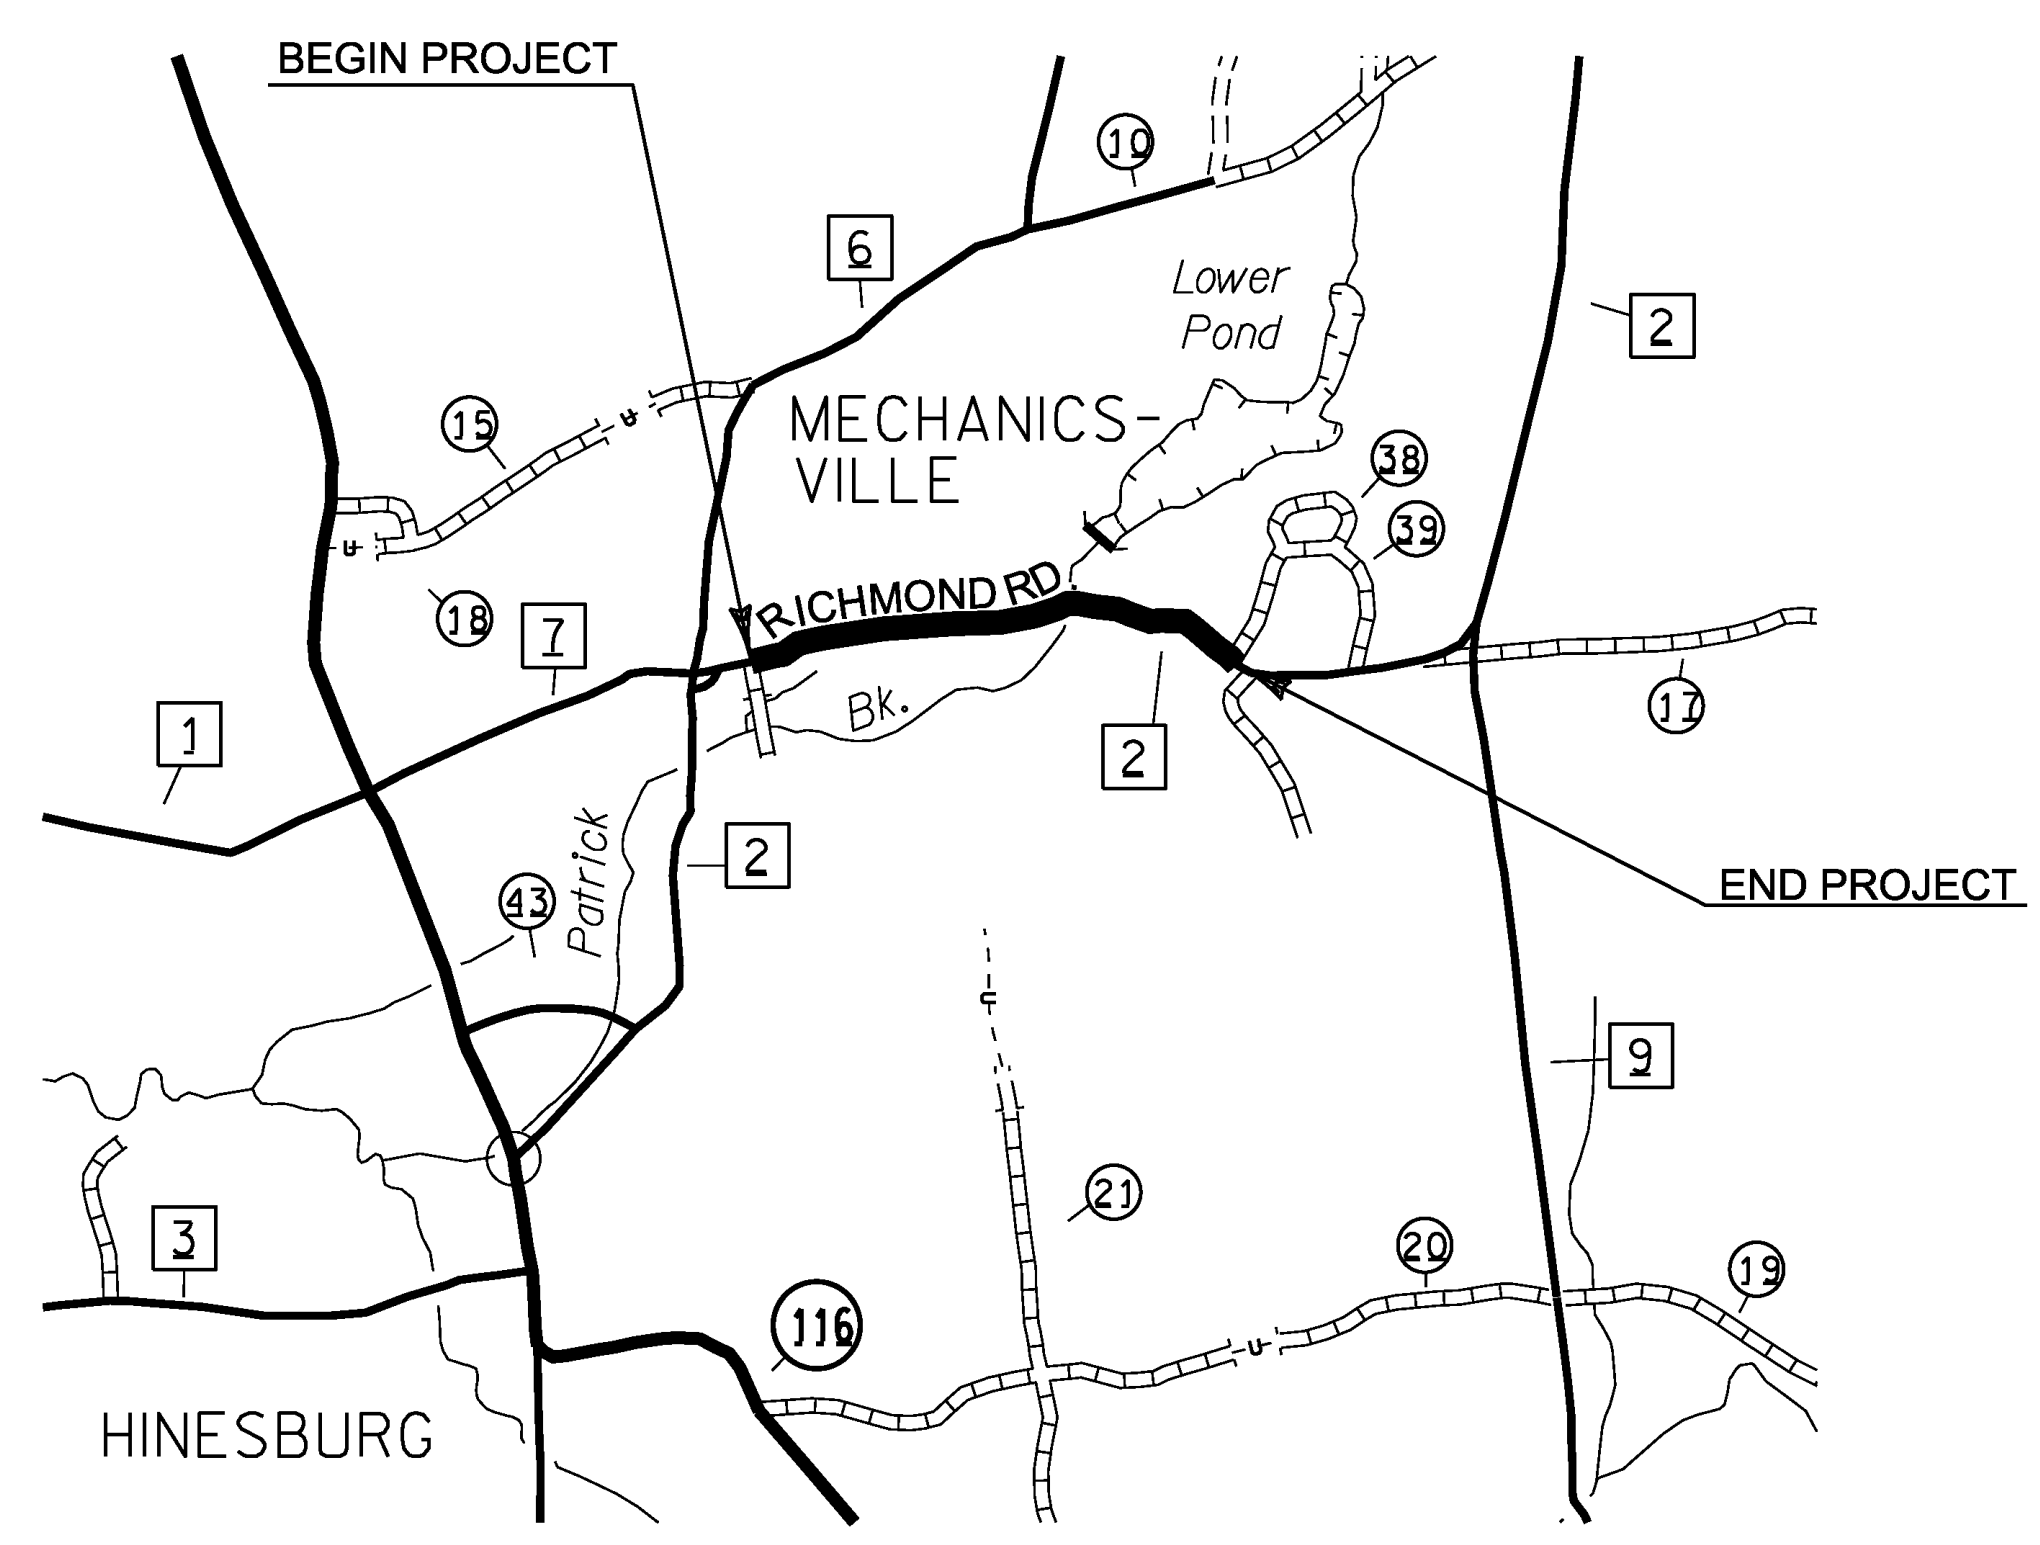 BEGIN PROJECT
10
6
Lower
Pond
2
MECHANICS-
VILLE
15
38
39
U
U
RICHMOND RD
18
7
17
Bk.
1
2
Patrick
2
END PROJECT
43
U
9
21
3
20
19
116
U
HINESBURG